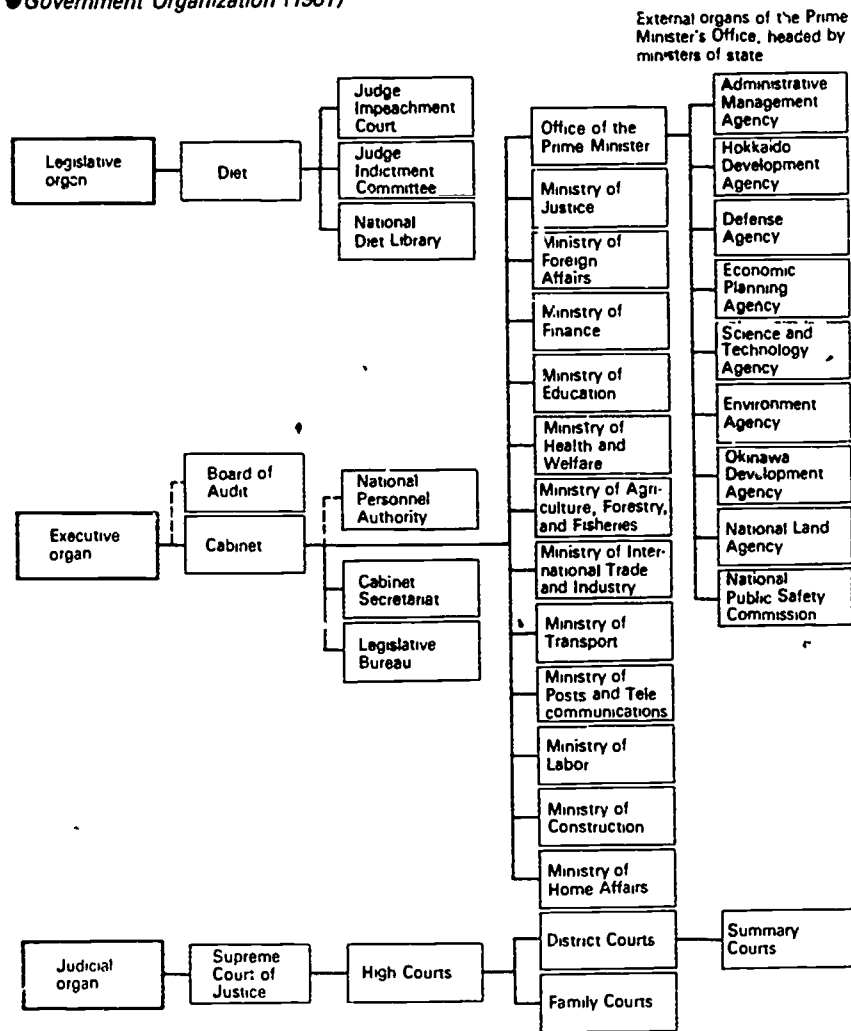 ●Government Organization (1981)
External organs of the Prime
Minister's Office, headed by
ministers of state
Legislative
organ
Diet
Judge
Impeachment
Court
Judge
Indictment
Committee
National
Diet Library
Executive
organ
Board of
Audit
Cabinet
National
Personnel
Authority
Cabinet
Secretariat
Legislative
Bureau
Office of the
Prime Minister
Ministry of
Justice
Ministry of
Foreign
Affairs
Ministry of
Finance
Ministry of
Education
Ministry of
Health and
Welfare
Ministry of Agri-
culture, Forestry,
and Fisheries
Ministry of Inter-
national Trade
and Industry
Ministry of
Transport
Ministry of
Posts and Tele
communications
Ministry of
Labor
Ministry of
Construction
Ministry of
Home Affairs
Administrative
Management
Agency
Hokkaido
Development
Agency
Defense
Agency
Economic
Planning
Agency
Science and
Technology
Agency
Environment
Agency
Okinawa
Development
Agency
National Land
Agency
National
Public Safety
Commission
Judicial
organ
Supreme
Court of
Justice
High Courts
District Courts
Family Courts
Summary
Courts